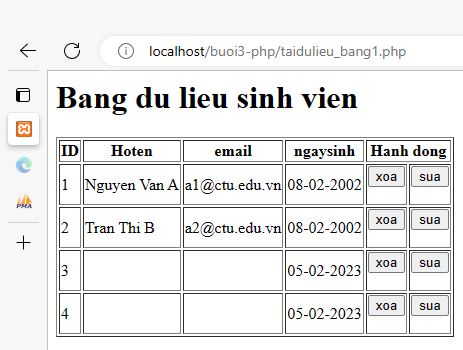 localhost/buoi3-php/taidulieu_bang1.php
Bang du lieu sinh vien
ID Hoten email ngaysinh Hanh dong
1 Nguyen Van A a1@ctu.edu.vn 08-02-2002 xoa sua
2 Tran Thi B a2@ctu.edu.vn 08-02-2002 xoa sua
3 05-02-2023 xoa sua
4 05-02-2023 xoa sua
PMA